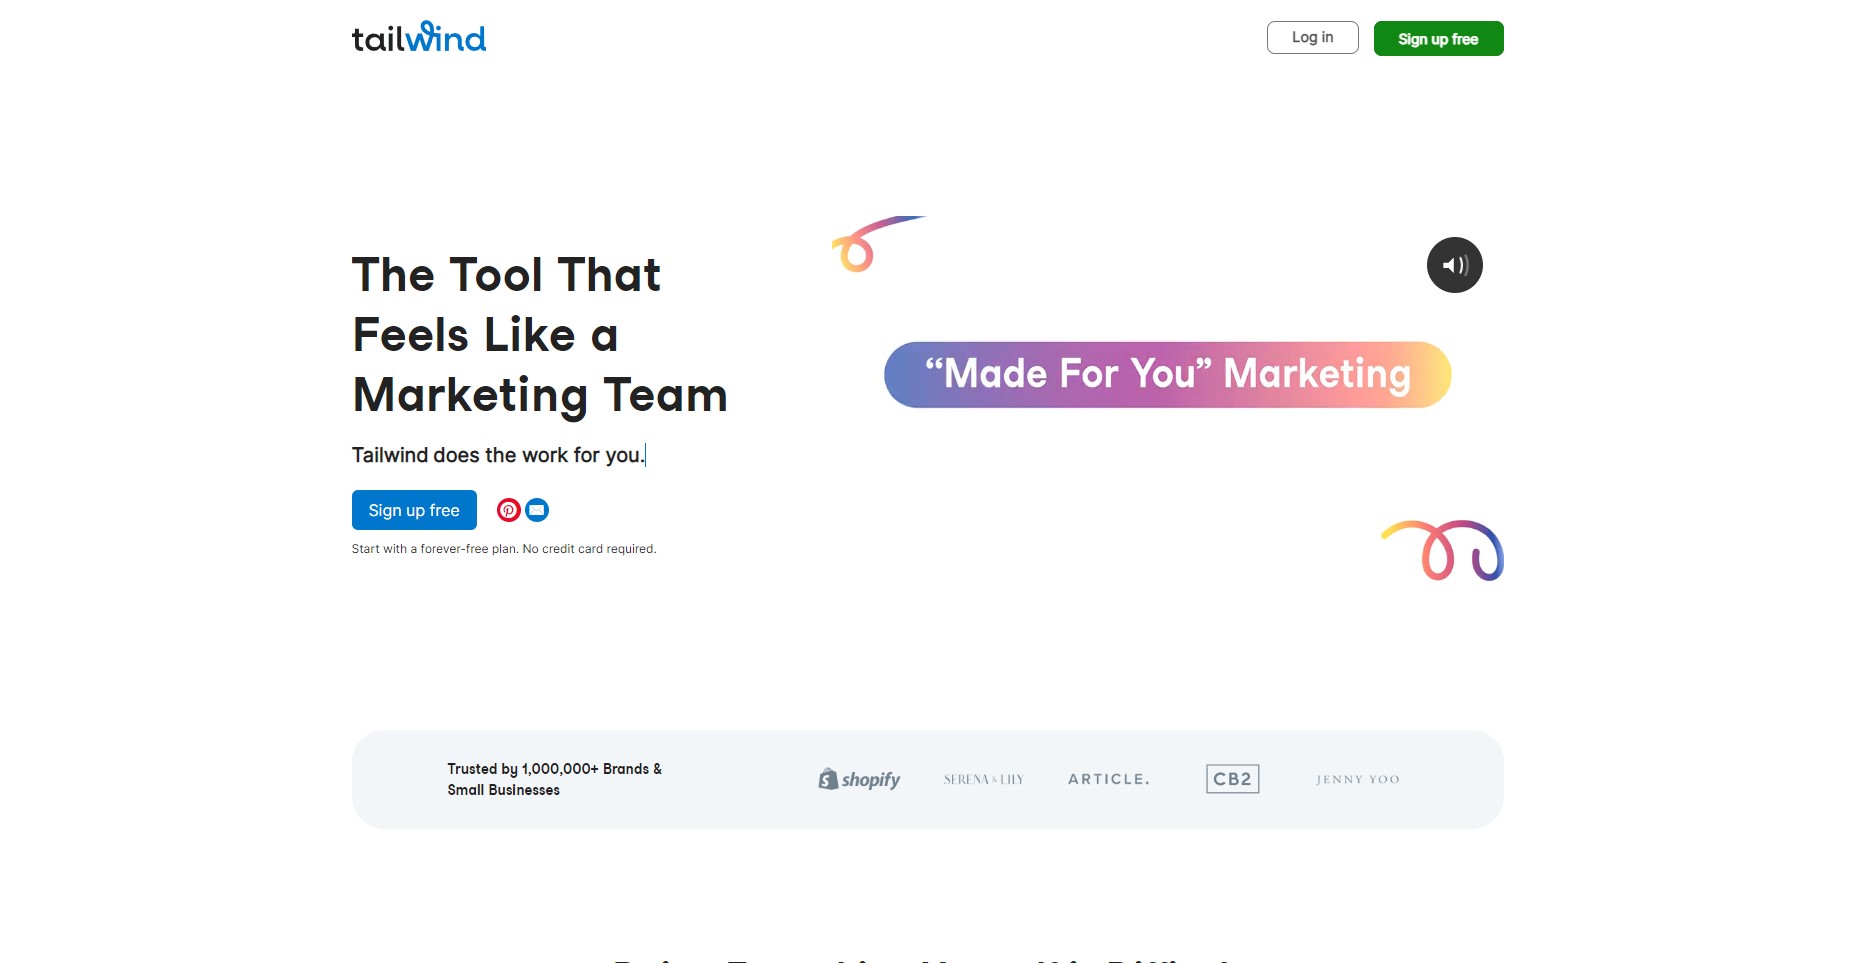 tailwind
Log in
Sign up free
The Tool That
Feels Like a
Marketing Team
Tailwind does the work for you.
Sign up free
Start with a forever-free plan. No credit card required.
“Made For You” Marketing
Trusted by 1,000,000+ Brands &
Small Businesses
shopify
SERENA & LILY
ARTICLE.
CB2
JENNY YOO